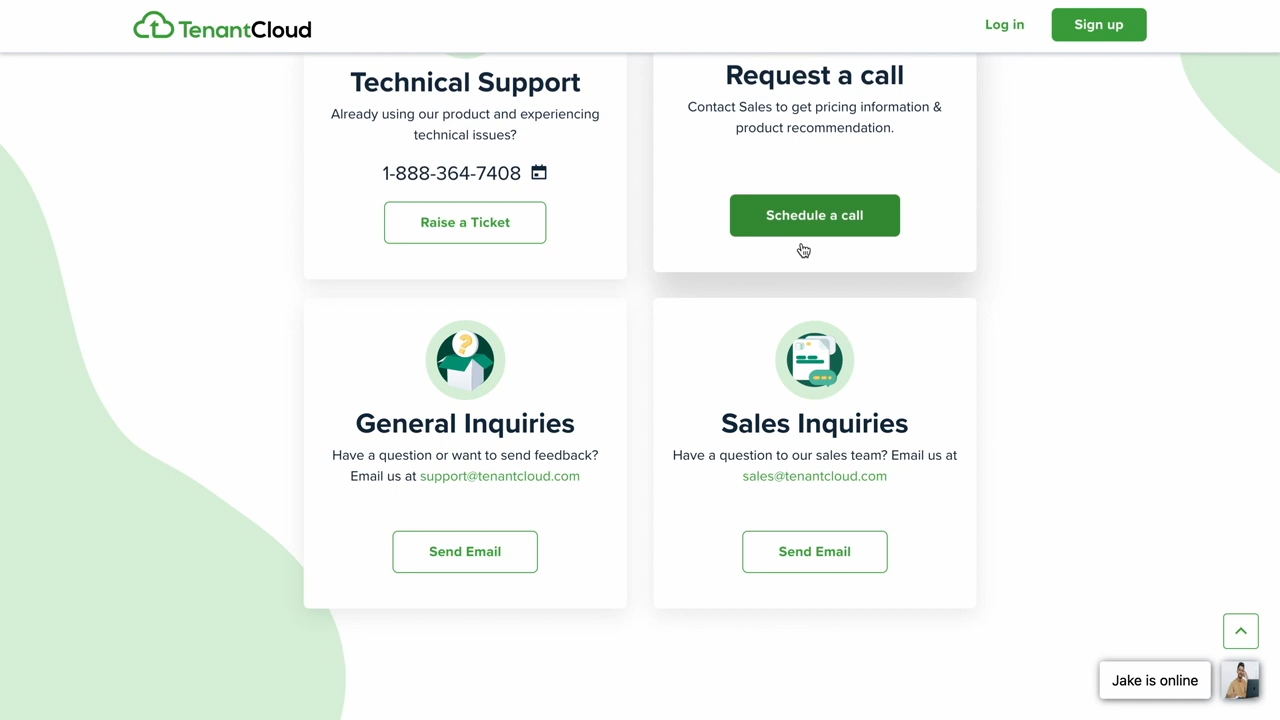 TenantCloud
Log in
Sign up
Technical Support
Already using our product and experiencing
technical issues?
1-888-364-7408
Raise a Ticket
Request a call
Contact Sales to get pricing information &
product recommendation.
Schedule a call
General Inquiries
Have a question or want to send feedback?
Email us at support@tenantcloud.com
Send Email
Sales Inquiries
Have a question to our sales team? Email us at
sales@tenantcloud.com
Send Email
Jake is online